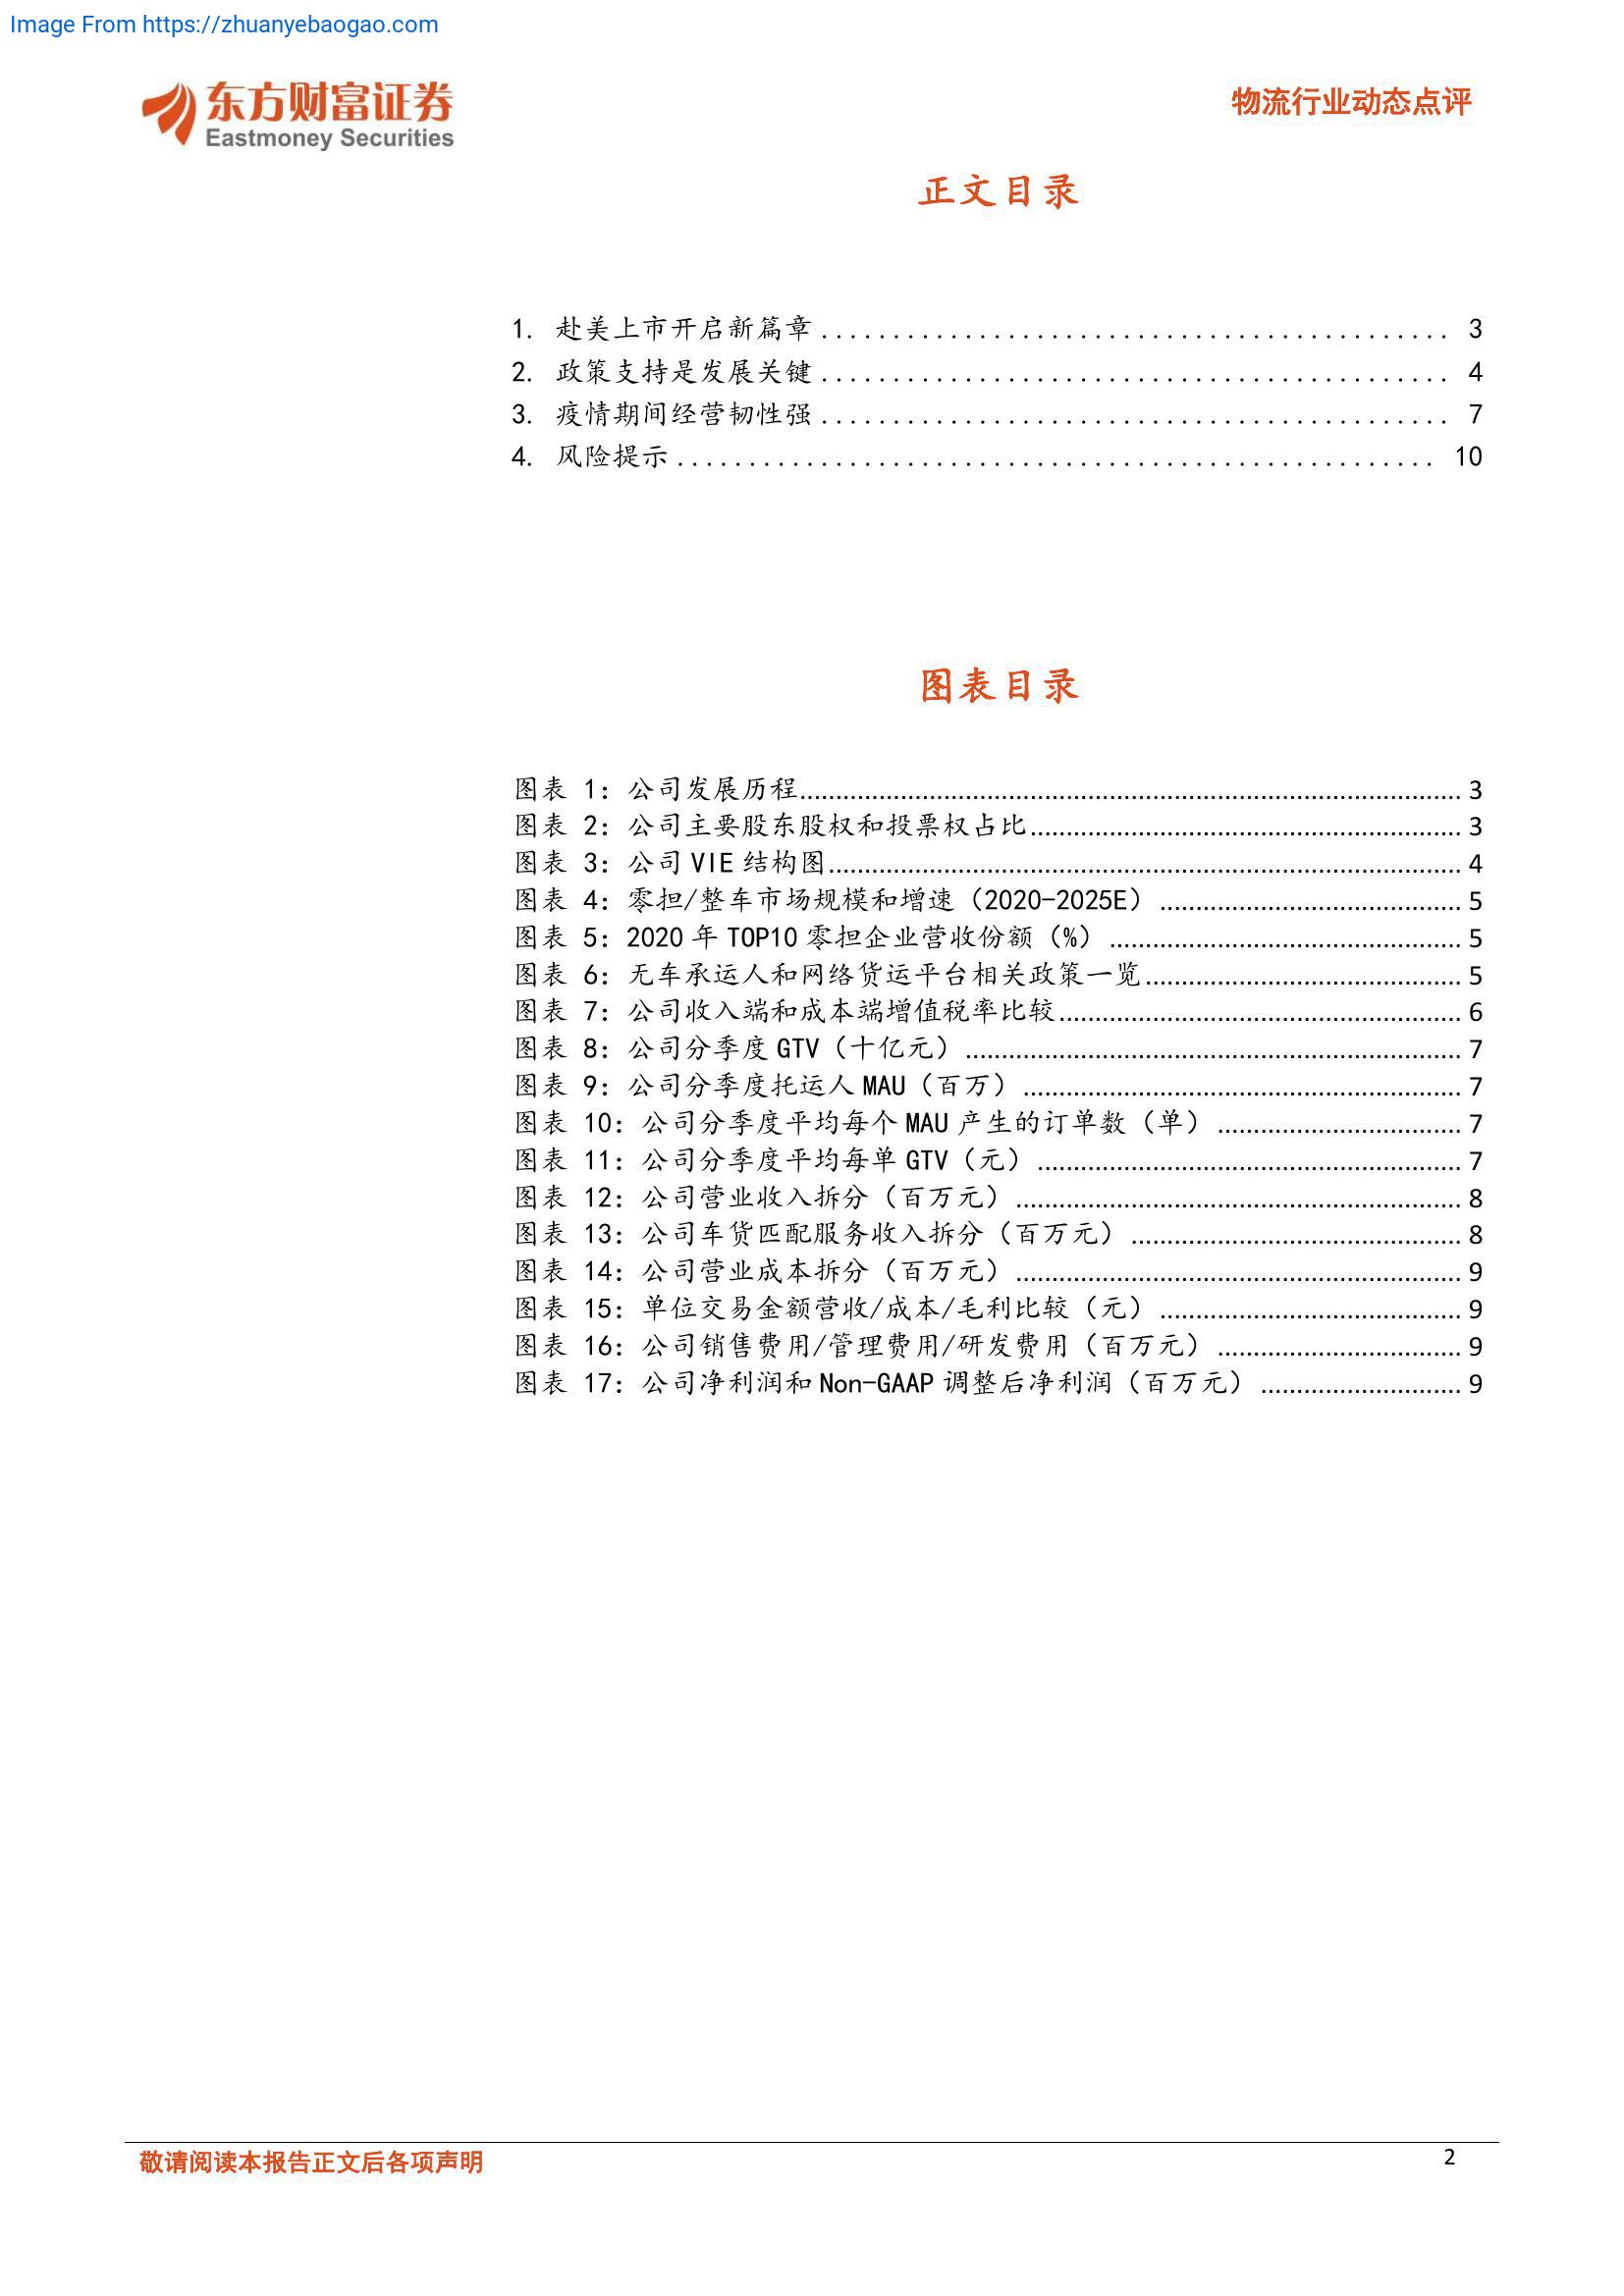 Image From https://zhuanyebaogao.com
东方财富证券
Eastmoney Securities
物流行业动态点评
正文目录
1. 赴美上市开启新篇章 ............................................ 3
2. 政策支持是发展关键 ............................................ 4
3. 疫情期间经营韧性强 ............................................ 7
4. 风险提示 ..................................................... 10
图表目录
图表 1：公司发展历程............................................ 3
图表 2：公司主要股东股权和投票权占比............................................ 3
图表 3：公司 VIE 结构图............................................ 4
图表 4：零担/整车市场规模和增速（2020-2025E）............................................ 5
图表 5：2020 年 TOP10 零担企业营收份额（%）............................................ 5
图表 6：无车承运人和网络货运平台相关政策一览............................................ 5
图表 7：公司收入端和成本端增值税率比较............................................ 6
图表 8：公司分季度 GTV（十亿元）............................................ 7
图表 9：公司分季度托运人 MAU（百万）............................................ 7
图表 10：公司分季度平均每个 MAU 产生的订单数（单）............................................ 7
图表 11：公司分季度平均每单 GTV（元）............................................ 7
图表 12：公司营业收入拆分（百万元）............................................ 8
图表 13：公司车货匹配服务收入拆分（百万元）............................................ 8
图表 14：公司营业成本拆分（百万元）............................................ 9
图表 15：单位交易金额营收/成本/毛利比较（元）............................................ 9
图表 16：公司销售费用/管理费用/研发费用（百万元）............................................ 9
图表 17：公司净利润和 Non-GAAP 调整后净利润（百万元）............................................ 9
敬请阅读本报告正文后各项声明
2